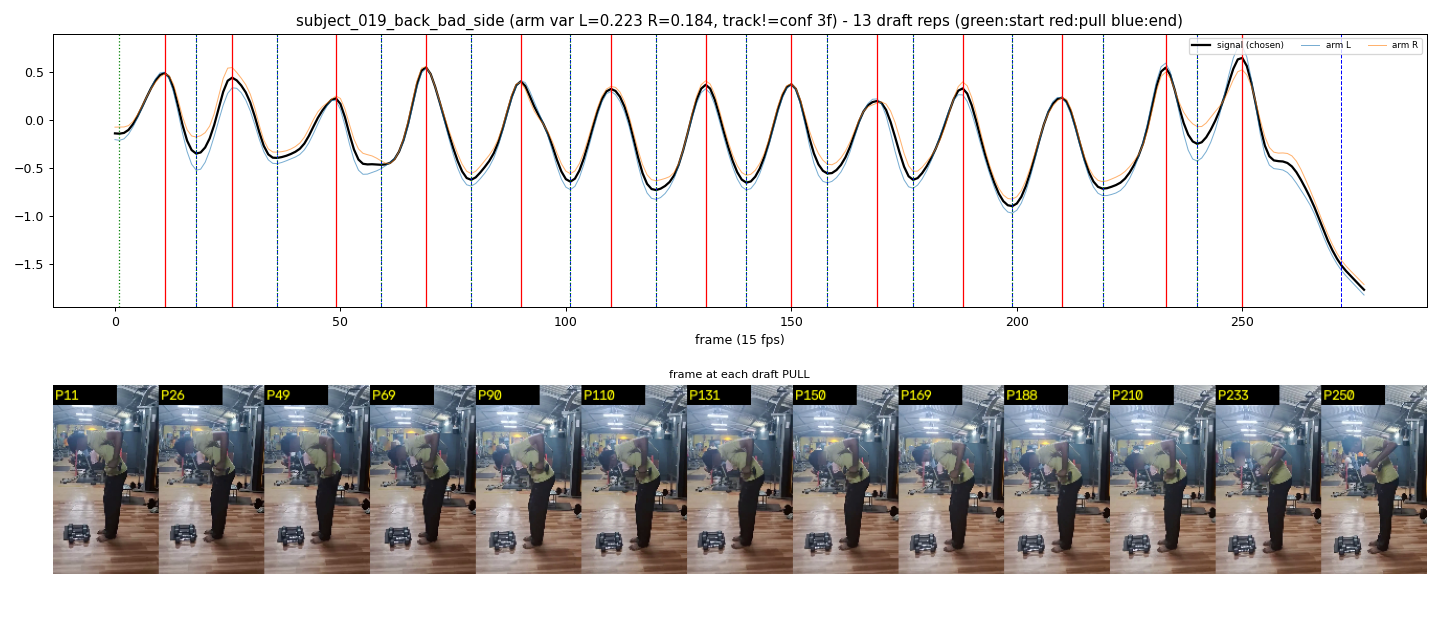 subject_019_back_bad_side (arm var L=0.223 R=0.184, track!=conf 3f) - 13 draft reps (green:start red:pull blue:end)
signal (chosen) arm L arm R
0.5
0.0
−0.5
−1.0
−1.5
0 50 100 150 200 250
frame (15 fps)
frame at each draft PULL
P11 P26 P49 P69 P90 P110 P131 P150 P169 P188 P210 P233 P250